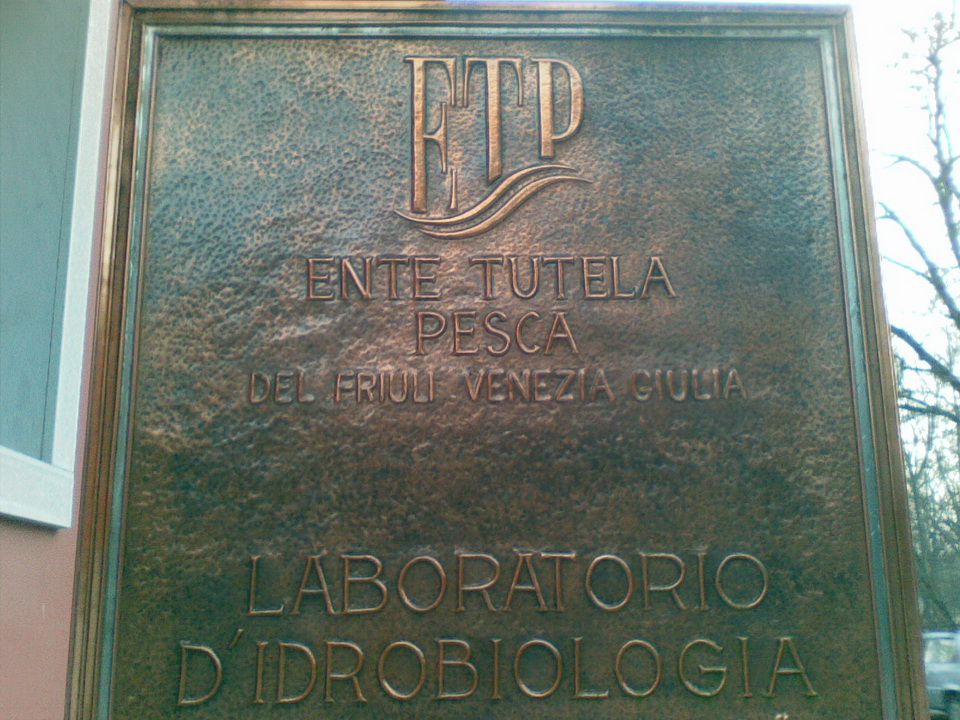 ETP
ENTE TUTELA
PESCA
DEL FRIULI VENEZIA GIULIA
LABORATORIO
D'IDROBIOLOGIA